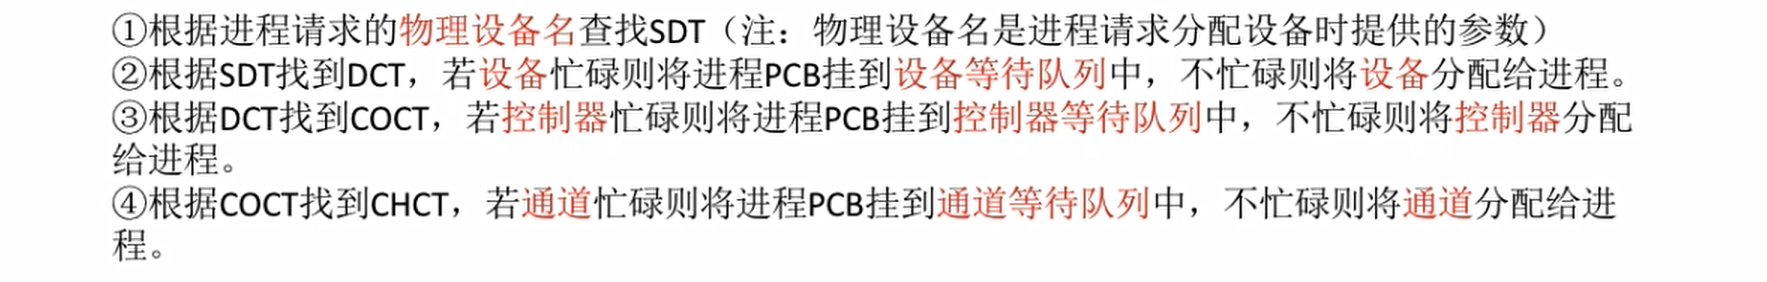 ①根据进程请求的物理设备名查找SDT（注：物理设备名是进程请求分配设备时提供的参数）
②根据SDT找到DCT，若设备忙碌则将进程PCB挂到设备等待队列中，不忙碌则将设备分配给进程。
③根据DCT找到COCT，若控制器忙碌则将进程PCB挂到控制器等待队列中，不忙碌则将控制器分配
给进程。
④根据COCT找到CHCT，若通道忙碌则将进程PCB挂到通道等待队列中，不忙碌则将通道分配给进
程。